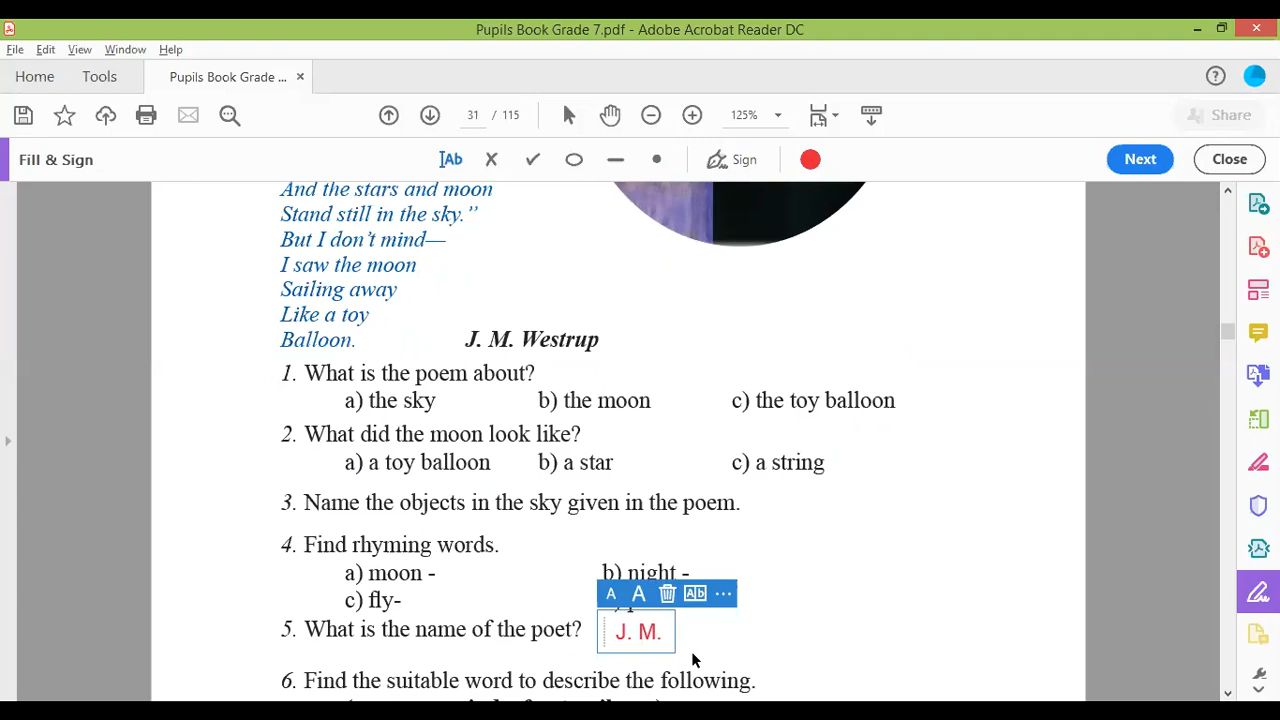 Pupils Book Grade 7.pdf - Adobe Acrobat Reader DC
File Edit View Window Help
Home Tools Pupils Book Grade ... ×
31 / 115 125% Share
Fill & Sign Ab Sign Next Close
And the stars and moon
Stand still in the sky.”
But I don’t mind—
I saw the moon
Sailing away
Like a toy
Balloon. J. M. Westrup
1. What is the poem about?
a) the sky b) the moon c) the toy balloon
2. What did the moon look like?
a) a toy balloon b) a star c) a string
3. Name the objects in the sky given in the poem.
4. Find rhyming words.
a) moon - b) night -
A A Ab ...
c) fly-
5. What is the name of the poet? J. M.
6. Find the suitable word to describe the following.